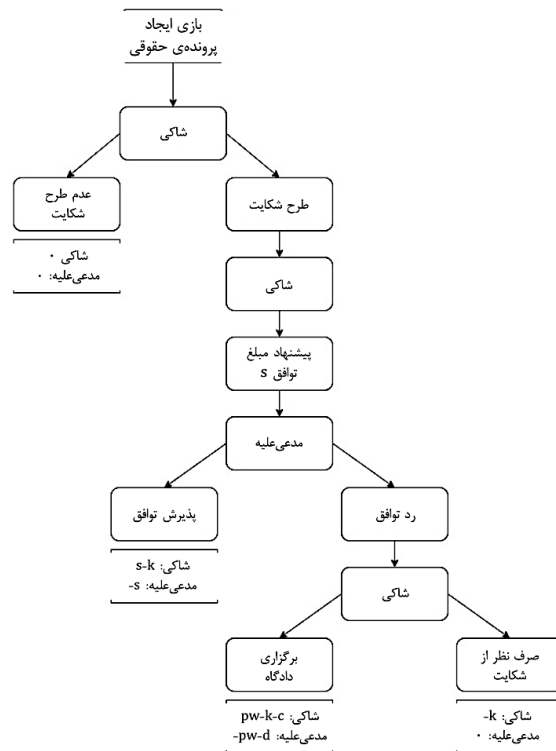 بازی ایجاد
پرونده‌ی حقوقی
شاکی
عدم طرح
شکایت
طرح شکایت
شاکی ۰
مدعی‌علیه: ۰
شاکی
پیشنهاد مبلغ
توافق s
مدعی‌علیه
پذیرش توافق
رد توافق
شاکی: s-k
مدعی‌علیه: s-
شاکی
برگزاری
دادگاه
صرف نظر از
شکایت
شاکی: pw-k-c
مدعی‌علیه: pw-d-
شاکی: k-
مدعی‌علیه: ۰